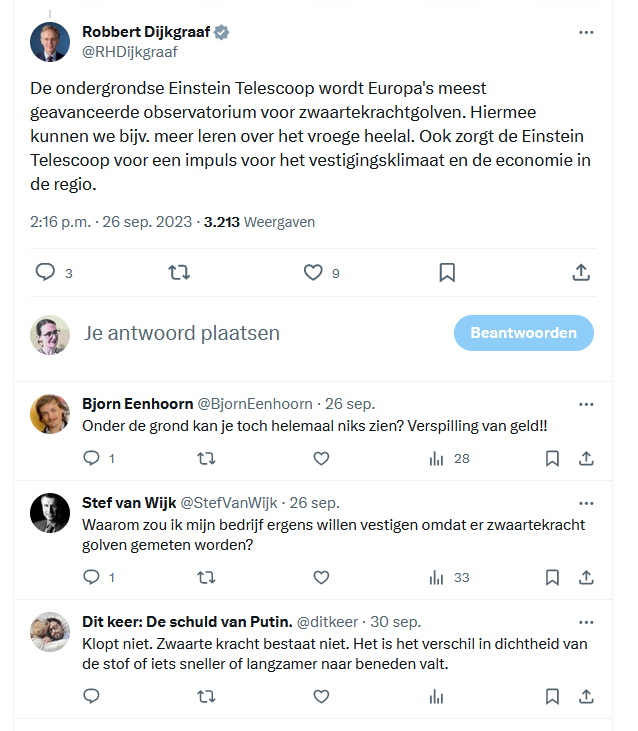 Robbert Dijkgraaf
@RHDijkgraaf
De ondergrondse Einstein Telescoop wordt Europa's meest
geavanceerde observatorium voor zwaartekrachtgolven. Hiermee
kunnen we bijv. meer leren over het vroege heelal. Ook zorgt de Einstein
Telescoop voor een impuls voor het vestigingsklimaat en de economie in
de regio.
2:16 p.m. · 26 sep. 2023 · 3.213 Weergaven
3 9
Je antwoord plaatsen Beantwoorden
Bjorn Eenhoorn @BjornEenhoorn · 26 sep.
Onder de grond kan je toch helemaal niks zien? Verspilling van geld!!
1 28
Stef van Wijk @StefVanWijk · 26 sep.
Waarom zou ik mijn bedrijf ergens willen vestigen omdat er zwaartekracht
golven gemeten worden?
1 33
Dit keer: De schuld van Putin. @ditkeer · 30 sep.
Klopt niet. Zwaarte kracht bestaat niet. Het is het verschil in dichtheid van
de stof of iets sneller of langzamer naar beneden valt.